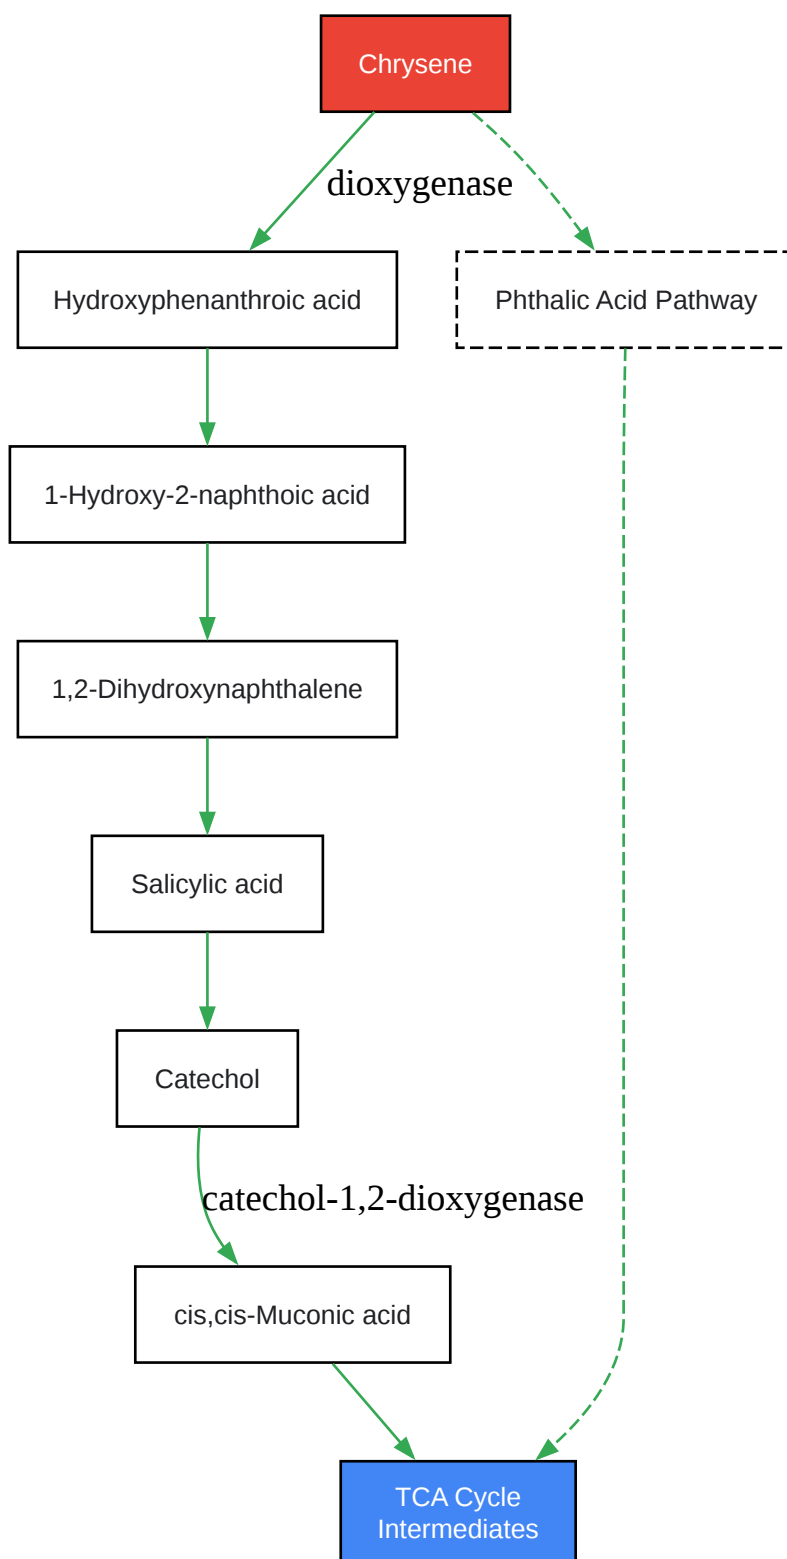 Chrysene
dioxygenase
Hydroxyphenanthroic acid
Phthalic Acid Pathway
1-Hydroxy-2-naphthoic acid
1,2-Dihydroxynaphthalene
Salicylic acid
Catechol
catechol-1,2-dioxygenase
cis,cis-Muconic acid
TCA Cycle
Intermediates